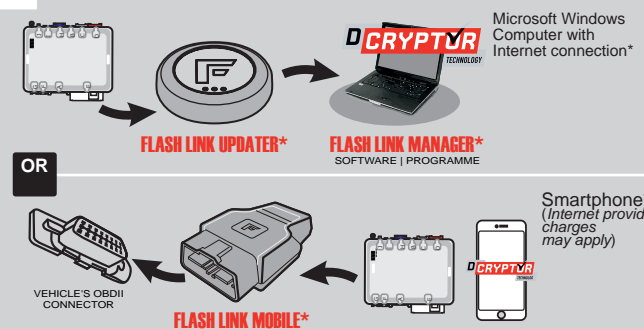 DCRYPTOR
TECHNOLOGY
Microsoft Windows
Computer with
Internet connection*
FLASH LINK UPDATER*
FLASH LINK MANAGER*
SOFTWARE | PROGRAMME
OR
Smartphone
(Internet provid
charges
may apply)
DCRYPTOR
TECHNOLOGY
VEHICLE'S OBDII
CONNECTOR
FLASH LINK MOBILE*